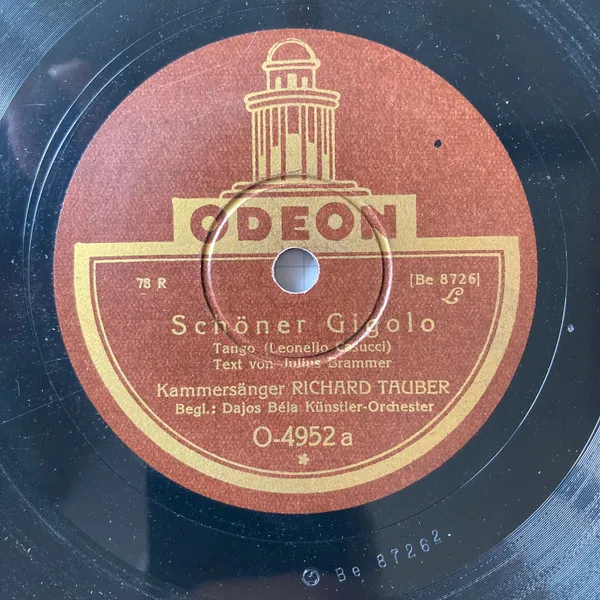 ODEON
78 R
[Be 8726]
L
Schöner Gigolo
Tango (Leonello Casucci)
Text von Julius Brammer
Kammersänger RICHARD TAUBER
Begl.: Dajos Béla Künstler-Orchester
O-4952a
Be 87262.